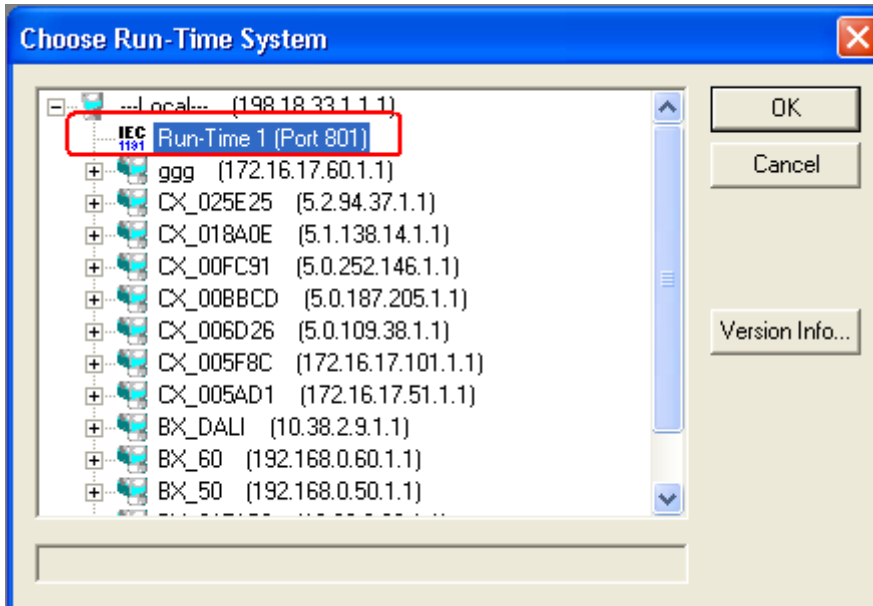 Choose Run-Time System
---Local--- (198.18.33.1.1.1)
IEC 1131 Run-Time 1 (Port 801)
ggg (172.16.17.60.1.1)
CX_025E25 (5.2.94.37.1.1)
CX_018A0E (5.1.138.14.1.1)
CX_00FC91 (5.0.252.146.1.1)
CX_00BBCD (5.0.187.205.1.1)
CX_006D26 (5.0.109.38.1.1)
CX_005F8C (172.16.17.101.1.1)
CX_005AD1 (172.16.17.51.1.1)
BX_DALI (10.38.2.9.1.1)
BX_60 (192.168.0.60.1.1)
BX_50 (192.168.0.50.1.1)
OK
Cancel
Version Info...